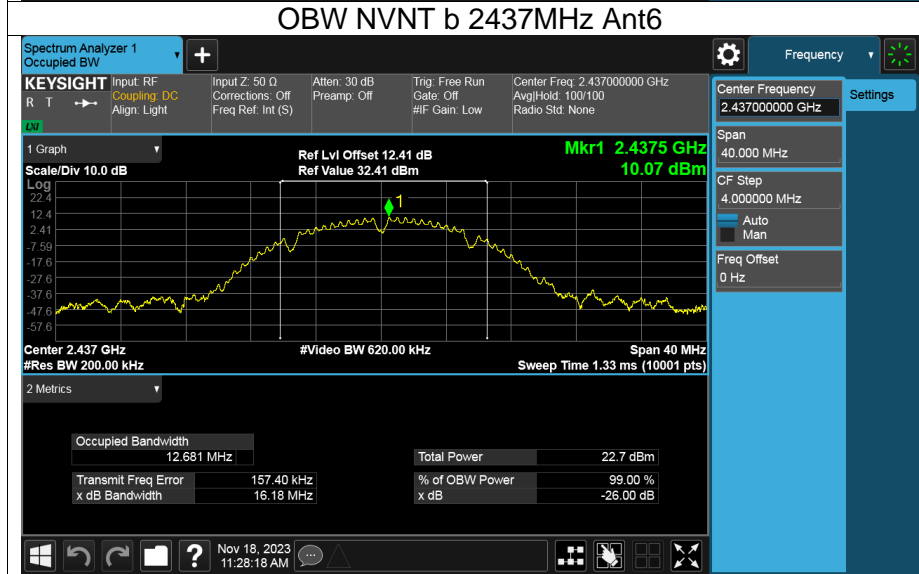 OBW NVNT b 2437MHz Ant6
Spectrum Analyzer 1
Occupied BW
+
Frequency
KEYSIGHT
R T
LXI
Input: RF
Coupling: DC
Align: Light
Input Z: 50 Ω
Corrections: Off
Freq Ref: Int (S)
Atten: 30 dB
Preamp: Off
Trig: Free Run
Gate: Off
#IF Gain: Low
Center Freq: 2.437000000 GHz
Avg|Hold: 100/100
Radio Std: None
Center Frequency
2.437000000 GHz
Settings
Span
40.000 MHz
CF Step
4.000000 MHz
Auto
Man
Freq Offset
0 Hz
1 Graph
Scale/Div 10.0 dB
Ref Lvl Offset 12.41 dB
Ref Value 32.41 dBm
Mkr1 2.4375 GHz
10.07 dBm
Log
22.4
12.4
2.41
-7.59
-17.6
-27.6
-37.6
-47.6
-57.6
1
Center 2.437 GHz
#Video BW 620.00 kHz
Span 40 MHz
#Res BW 200.00 kHz
Sweep Time 1.33 ms (10001 pts)
2 Metrics
Occupied Bandwidth
12.681 MHz
Total Power 22.7 dBm
Transmit Freq Error 157.40 kHz
% of OBW Power 99.00 %
x dB Bandwidth 16.18 MHz
x dB -26.00 dB
?
Nov 18, 2023
11:28:18 AM